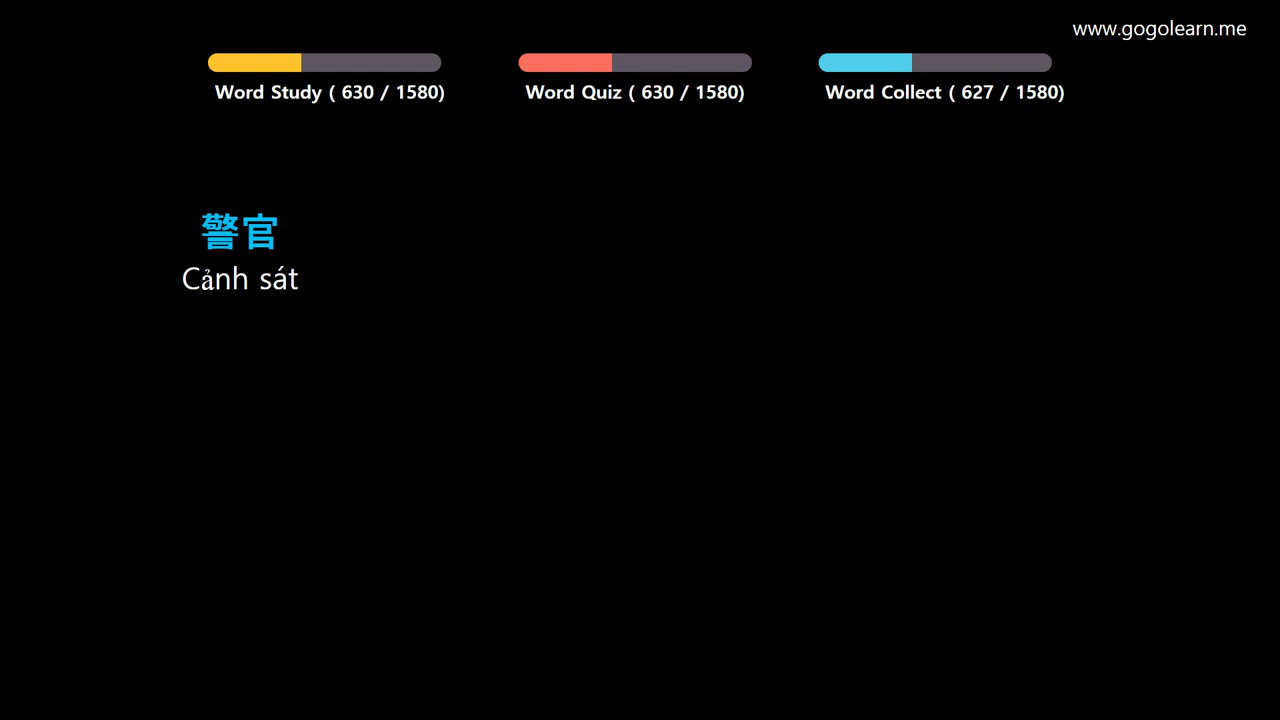 www.gogolearn.me
Word Study ( 630 / 1580)
Word Quiz ( 630 / 1580)
Word Collect ( 627 / 1580)
警官
Cảnh sát